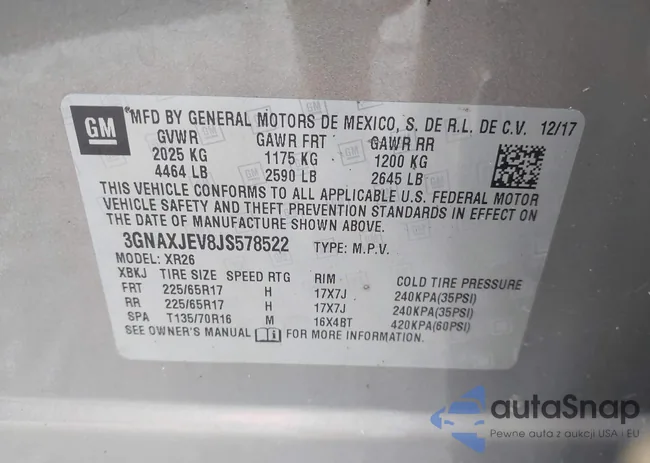 GM
MFD BY GENERAL MOTORS DE MEXICO, S. DE R.L. DE C.V. 12/17
GVWR GAWR FRT GAWR RR
2025 KG 1175 KG 1200 KG
4464 LB 2590 LB 2645 LB
THIS VEHICLE CONFORMS TO ALL APPLICABLE U.S. FEDERAL MOTOR
VEHICLE SAFETY AND THEFT PREVENTION STANDARDS IN EFFECT ON
THE DATE OF MANUFACTURE SHOWN ABOVE.
3GNAXJEV8JS578522 TYPE: M.P.V.
MODEL: XR26
XBKJ TIRE SIZE SPEED RTG RIM COLD TIRE PRESSURE
FRT 225/65R17 H 17X7J 240KPA(35PSI)
RR 225/65R17 H 17X7J 240KPA(35PSI)
SPA T135/70R16 M 16X4BT 420KPA(60PSI)
SEE OWNER'S MANUAL FOR MORE INFORMATION.
autoSnap
Pewne auta z aukcji USA i EU